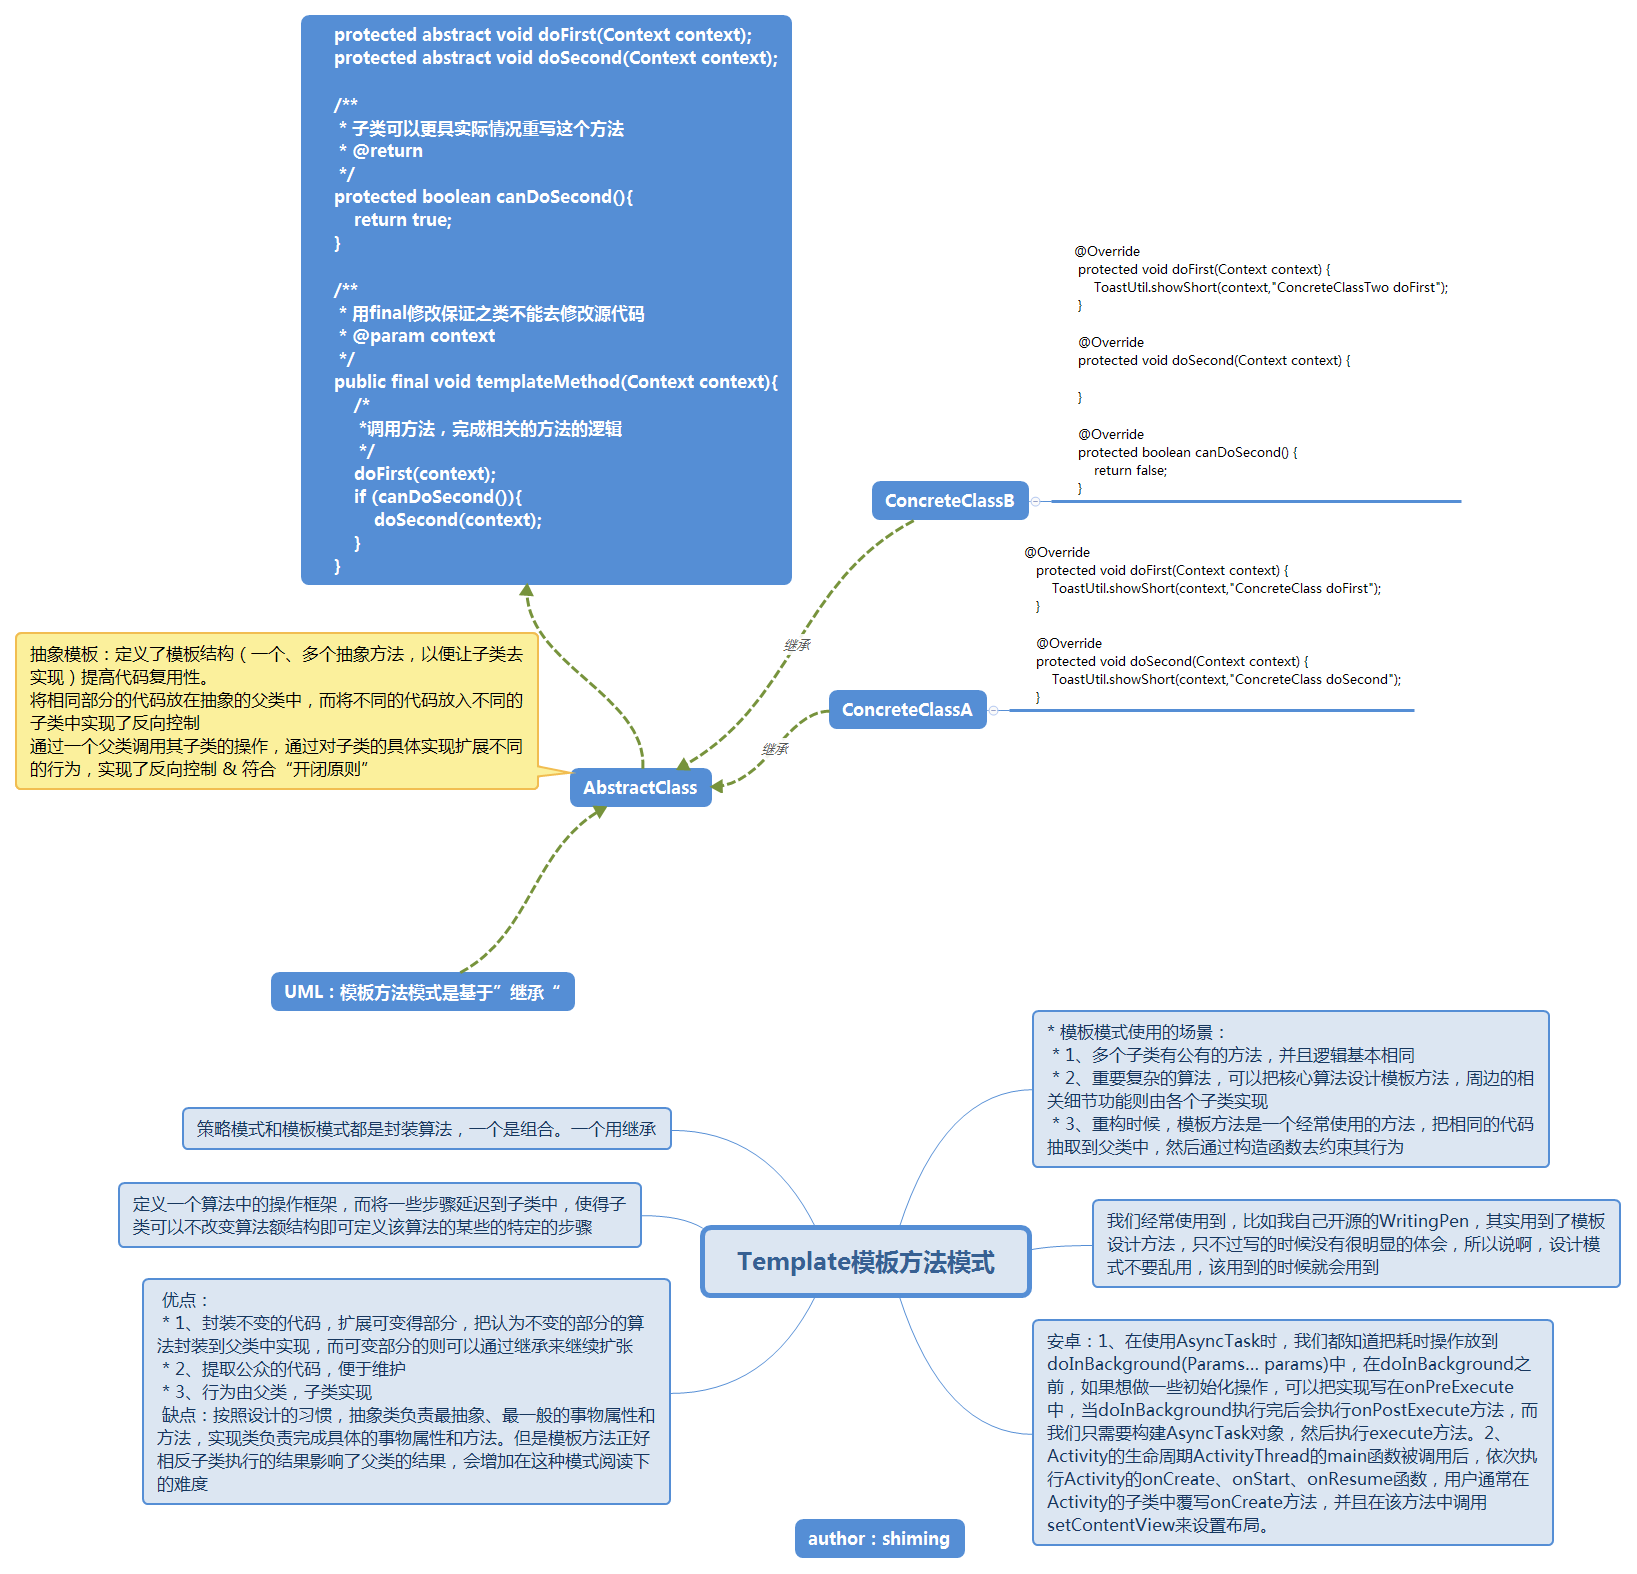 protected abstract void doFirst(Context context);
protected abstract void doSecond(Context context);
/**
* 子类可以更具实际情况重写这个方法
* @return
*/
protected boolean canDoSecond(){
return true;
}
/**
* 用final修改保证之类不能去修改源代码
* @param context
*/
public final void templateMethod(Context context){
/*
*调用方法，完成相关的方法的逻辑
*/
doFirst(context);
if (canDoSecond()){
doSecond(context);
}
}
@Override
protected void doFirst(Context context) {
ToastUtil.showShort(context,"ConcreteClassTwo doFirst");
}
@Override
protected void doSecond(Context context) {
}
@Override
protected boolean canDoSecond() {
return false;
}
ConcreteClassB
@Override
protected void doFirst(Context context) {
ToastUtil.showShort(context,"ConcreteClass doFirst");
}
@Override
protected void doSecond(Context context) {
ToastUtil.showShort(context,"ConcreteClass doSecond");
}
ConcreteClassA
继承
继承
抽象模板：定义了模板结构（一个、多个抽象方法，以便让子类去
实现）提高代码复用性。
将相同部分的代码放在抽象的父类中，而将不同的代码放入不同的
子类中实现了反向控制
通过一个父类调用其子类的操作，通过对子类的具体实现扩展不同
的行为，实现了反向控制 & 符合“开闭原则”
AbstractClass
UML：模板方法模式是基于”继承“
* 模板模式使用的场景：
* 1、多个子类有公有的方法，并且逻辑基本相同
* 2、重要复杂的算法，可以把核心算法设计模板方法，周边的相
关细节功能则由各个子类实现
* 3、重构时候，模板方法是一个经常使用的方法，把相同的代码
抽取到父类中，然后通过构造函数去约束其行为
策略模式和模板模式都是封装算法，一个是组合。一个用继承
定义一个算法中的操作框架，而将一些步骤延迟到子类中，使得子
类可以不改变算法额结构即可定义该算法的某些的特定的步骤
Template模板方法模式
我们经常使用到，比如我自己开源的WritingPen，其实用到了模板
设计方法，只不过写的时候没有很明显的体会，所以说啊，设计模
式不要乱用，该用到的时候就会用到
优点：
* 1、封装不变的代码，扩展可变得部分，把认为不变的部分的算
法封装到父类中实现，而可变部分的则可以通过继承来继续扩张
* 2、提取公众的代码，便于维护
* 3、行为由父类，子类实现
缺点：按照设计的习惯，抽象类负责最抽象、最一般的事物属性和
方法，实现类负责完成具体的事物属性和方法。但是模板方法正好
相反子类执行的结果影响了父类的结果，会增加在这种模式阅读下
的难度
安卓：1、在使用AsyncTask时，我们都知道把耗时操作放到
doInBackground(Params... params)中，在doInBackground之
前，如果想做一些初始化操作，可以把实现写在onPreExecute
中，当doInBackground执行完后会执行onPostExecute方法，而
我们只需要构建AsyncTask对象，然后执行execute方法。2、
Activity的生命周期ActivityThread的main函数被调用后，依次执
行Activity的onCreate、onStart、onResume函数，用户通常在
Activity的子类中覆写onCreate方法，并且在该方法中调用
setContentView来设置布局。
author：shiming